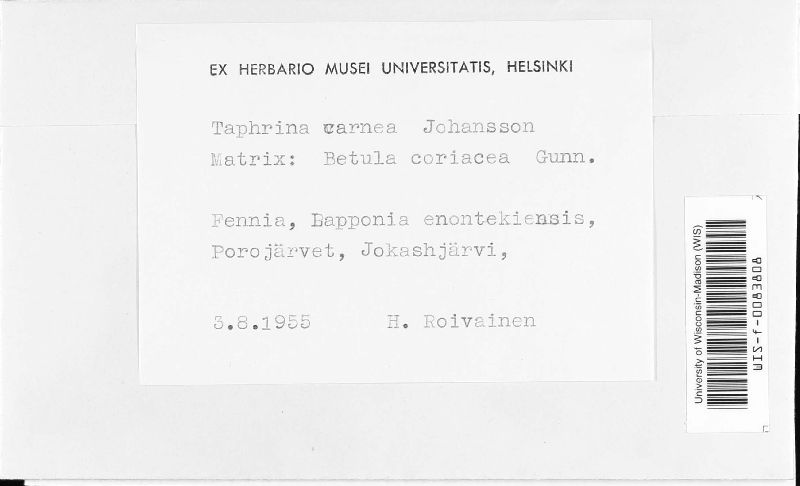 EX HERBARIO MUSEI UNIVERSITATIS, HELSINKI
Taphrina carnea Johansson
Matrix: Betula coriacea Gunn.
Fennia, Lapponia enontekiensis,
Porojärvet, Jokashjärvi,
3.8.1955 H. Roivainen
University of Wisconsin-Madison (WIS)
WIS-f-0083808